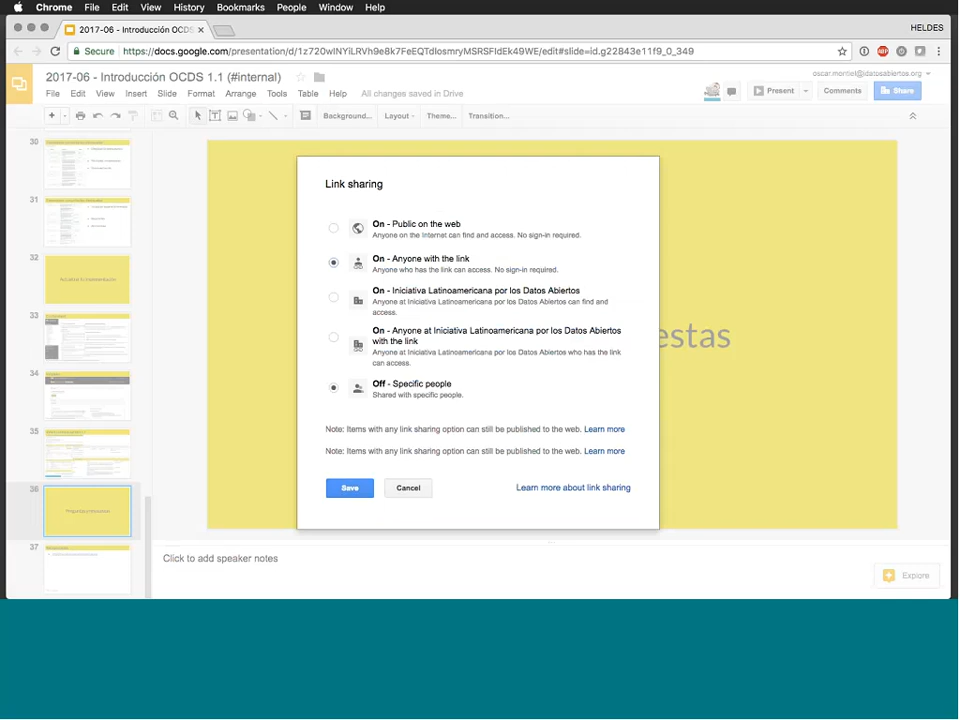 Chrome File Edit View History Bookmarks People Window Help
2017-06 - Introducción OCDS
HELDES
Secure https://docs.google.com/presentation/d/1z720wINYiLRVh9e8k7FeEQTdIosmryMSRSFIdEk49WE/edit#slide=id.g22843e11f9_0_349
2017-06 - Introducción OCDS 1.1 (#internal)
oscar.montiel@idatosabiertos.org
File Edit View Insert Slide Format Arrange Tools Table Help All changes saved in Drive
Present Comments Share
Background... Layout Theme... Transition...
30
31
32
33
34
35
36
37
estas
Link sharing
On - Public on the web
Anyone on the Internet can find and access. No sign-in required.
On - Anyone with the link
Anyone who has the link can access. No sign-in required.
On - Iniciativa Latinoamericana por los Datos Abiertos
Anyone at Iniciativa Latinoamericana por los Datos Abiertos can find and
access.
On - Anyone at Iniciativa Latinoamericana por los Datos Abiertos
with the link
Anyone at Iniciativa Latinoamericana por los Datos Abiertos who has the link
can access.
Off - Specific people
Shared with specific people.
Note: Items with any link sharing option can still be published to the web. Learn more
Note: Items with any link sharing option can still be published to the web. Learn more
Save Cancel Learn more about link sharing
Click to add speaker notes
Explore